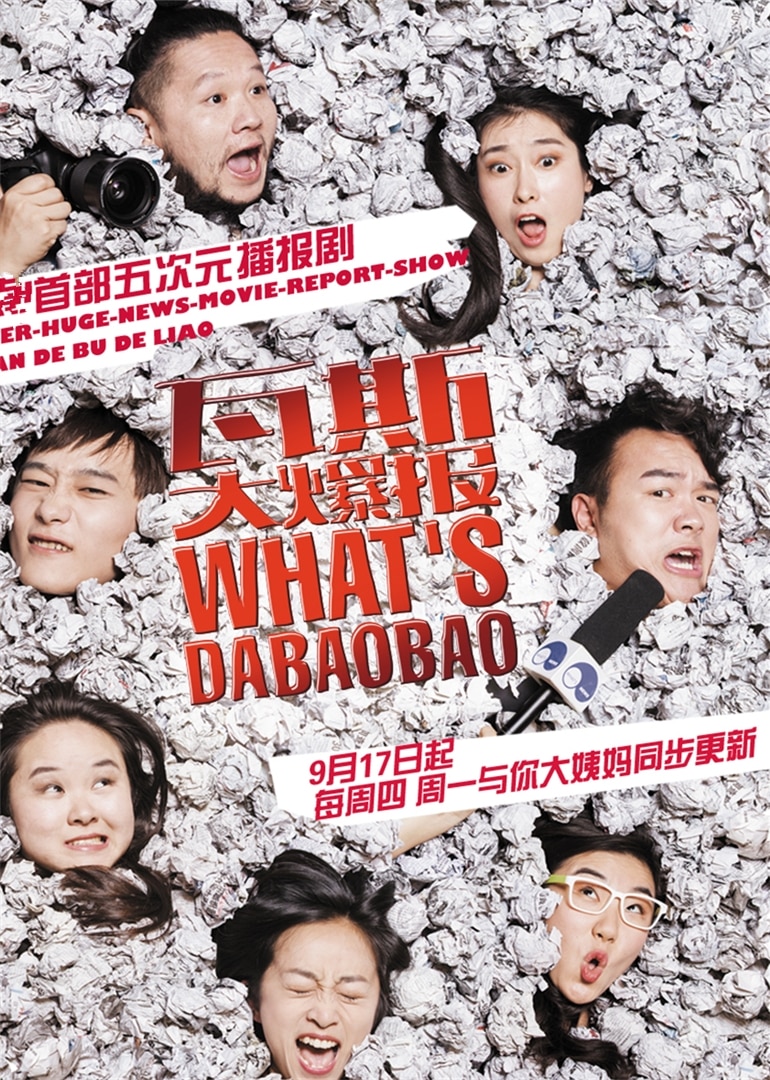 首部五次元播报剧
ER-HUGE-NEWS-MOVIE-REPORT-SHOW
AN DE BU DE LIAO
瓦斯
大爆报
WHAT'S
DABAOBAO
9月17日起
每周四 周一与你大姨妈同步更新